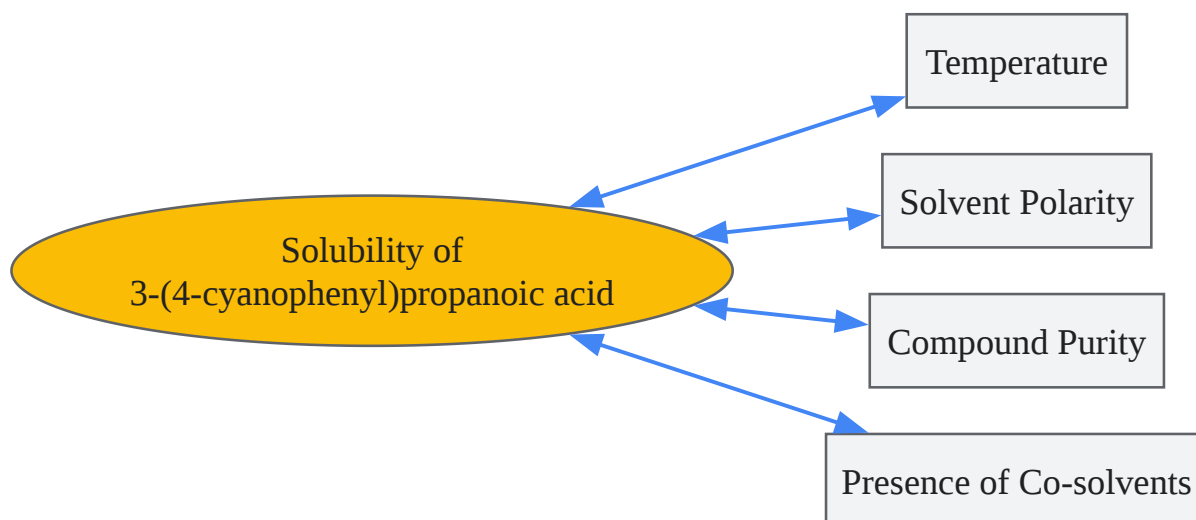 Temperature
Solvent Polarity
Solubility of
3-(4-cyanophenyl)propanoic acid
Compound Purity
Presence of Co-solvents